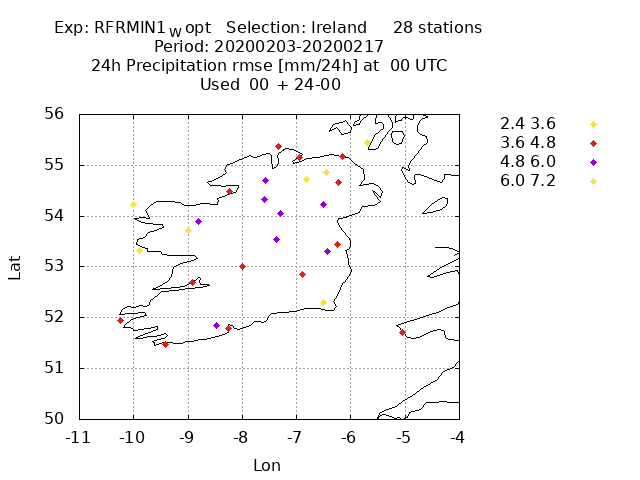 Exp: RFRMIN1_W opt Selection: Ireland 28 stations
Period: 20200203-20200217
24h Precipitation rmse [mm/24h] at 00 UTC
Used 00 + 24-00
2.4 3.6
3.6 4.8
4.8 6.0
6.0 7.2
56
55
54
53
52
51
50
Lat
-11 -10 -9 -8 -7 -6 -5 -4
Lon